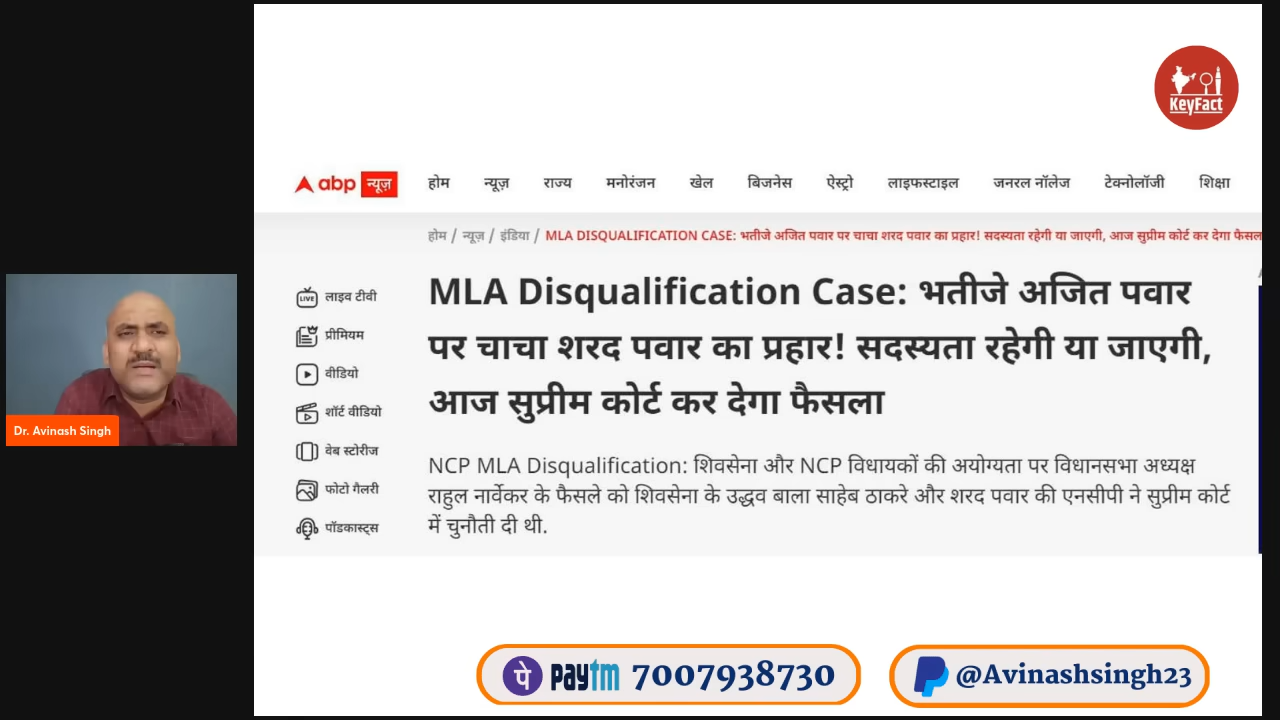 KeyFact
abp न्यूज़
होम न्यूज़ राज्य मनोरंजन खेल बिजनेस ऐस्ट्रो लाइफस्टाइल जनरल नॉलेज टेक्नोलॉजी शिक्षा
होम / न्यूज़ / इंडिया / MLA DISQUALIFICATION CASE: भतीजे अजित पवार पर चाचा शरद पवार का प्रहार! सदस्यता रहेगी या जाएगी, आज सुप्रीम कोर्ट कर देगा फैसल
लाइव टीवी
प्रीमियम
वीडियो
शॉर्ट वीडियो
वेब स्टोरीज
फोटो गैलरी
पॉडकास्ट्स
MLA Disqualification Case: भतीजे अजित पवार
पर चाचा शरद पवार का प्रहार! सदस्यता रहेगी या जाएगी,
आज सुप्रीम कोर्ट कर देगा फैसला
NCP MLA Disqualification: शिवसेना और NCP विधायकों की अयोग्यता पर विधानसभा अध्यक्ष
राहुल नार्वेकर के फैसले को शिवसेना के उद्धव बाला साहेब ठाकरे और शरद पवार की एनसीपी ने सुप्रीम कोर्ट
में चुनौती दी थी.
Dr. Avinash Singh
पे paytm 7007938730
@Avinashsingh23